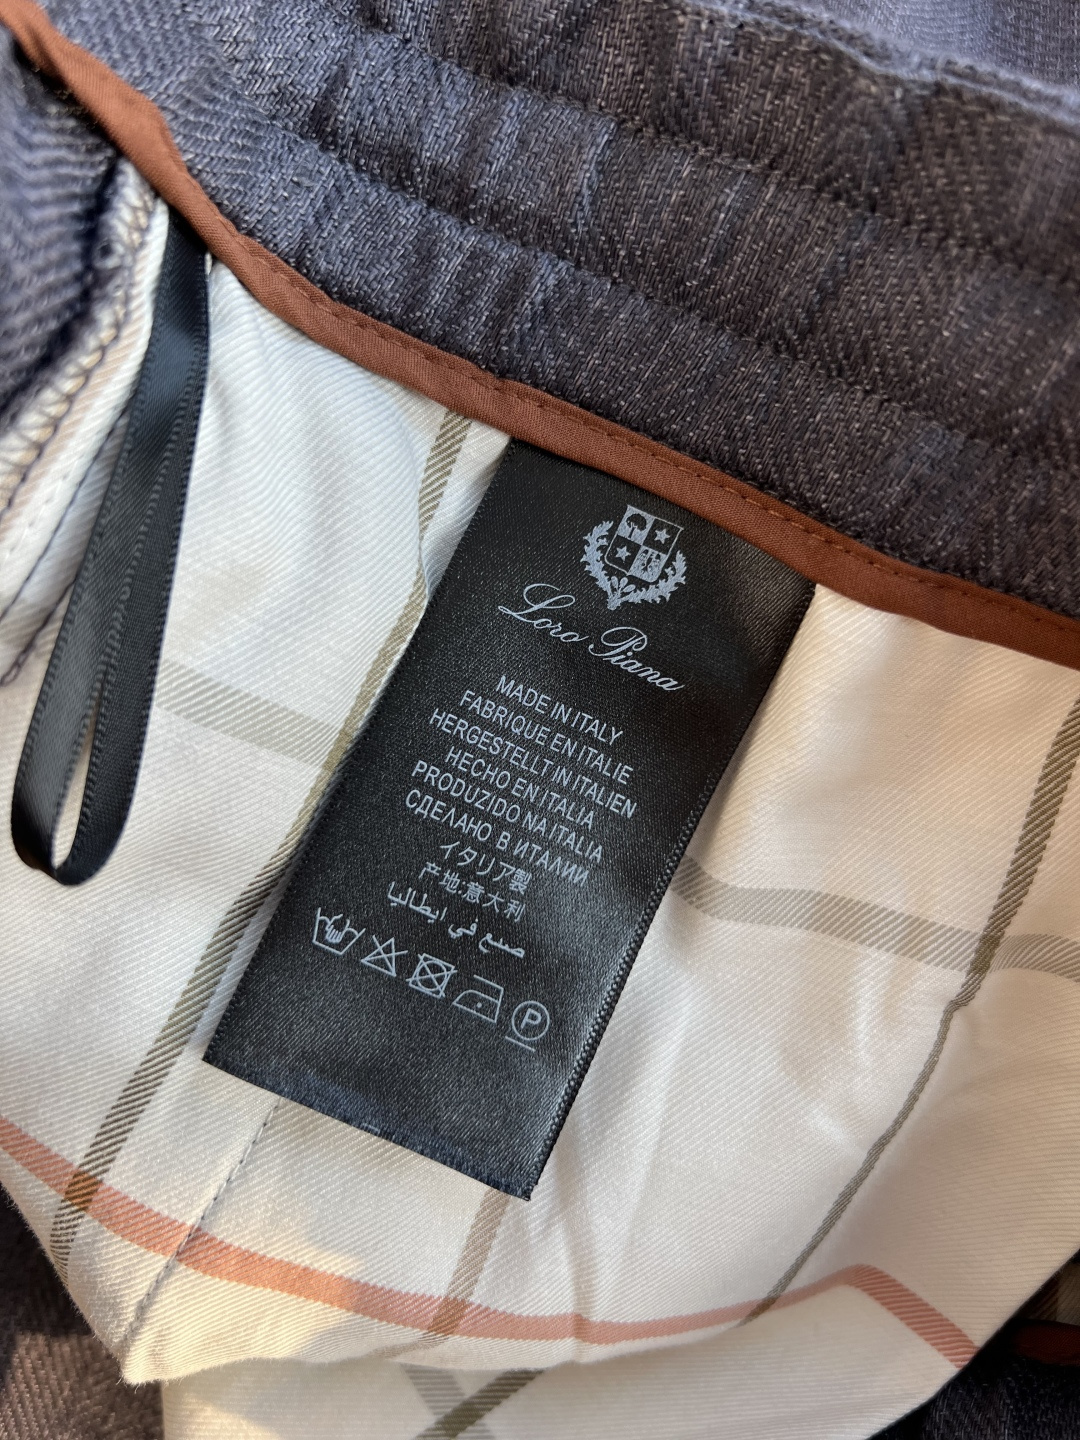 Loro Piana
MADE IN ITALY
FABRIQUE EN ITALIE
HERGESTELLT IN ITALIEN
HECHO EN ITALIA
PRODUZIDO NA ITALIA
СДЕЛАНО В ИТАЛИИ
イタリア製
产地:意大利
صنع في ايطاليا
P